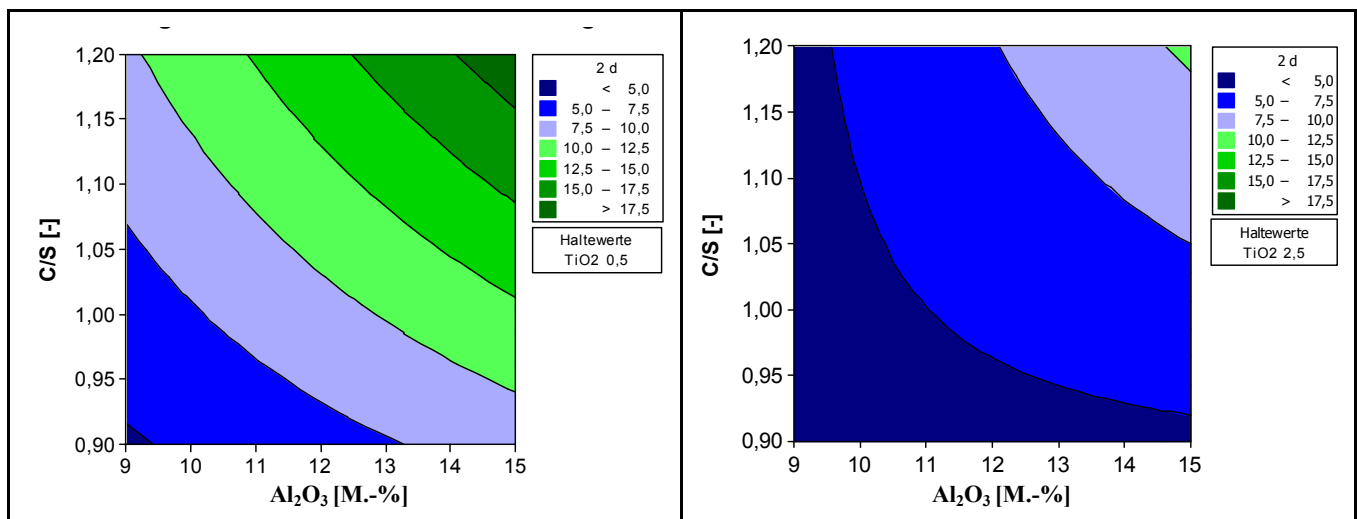 1,20
1,15
1,10
1,05
1,00
0,95
0,90
C/S [-]
9 10 11 12 13 14 15
Al₂O₃ [M.-%]
2 d
< 5,0
5,0 – 7,5
7,5 – 10,0
10,0 – 12,5
12,5 – 15,0
15,0 – 17,5
> 17,5
Haltewerte
TiO2 0,5
1,20
1,15
1,10
1,05
1,00
0,95
0,90
C/S [-]
9 10 11 12 13 14 15
Al₂O₃ [M.-%]
2 d
< 5,0
5,0 – 7,5
7,5 – 10,0
10,0 – 12,5
12,5 – 15,0
15,0 – 17,5
> 17,5
Haltewerte
TiO2 2,5